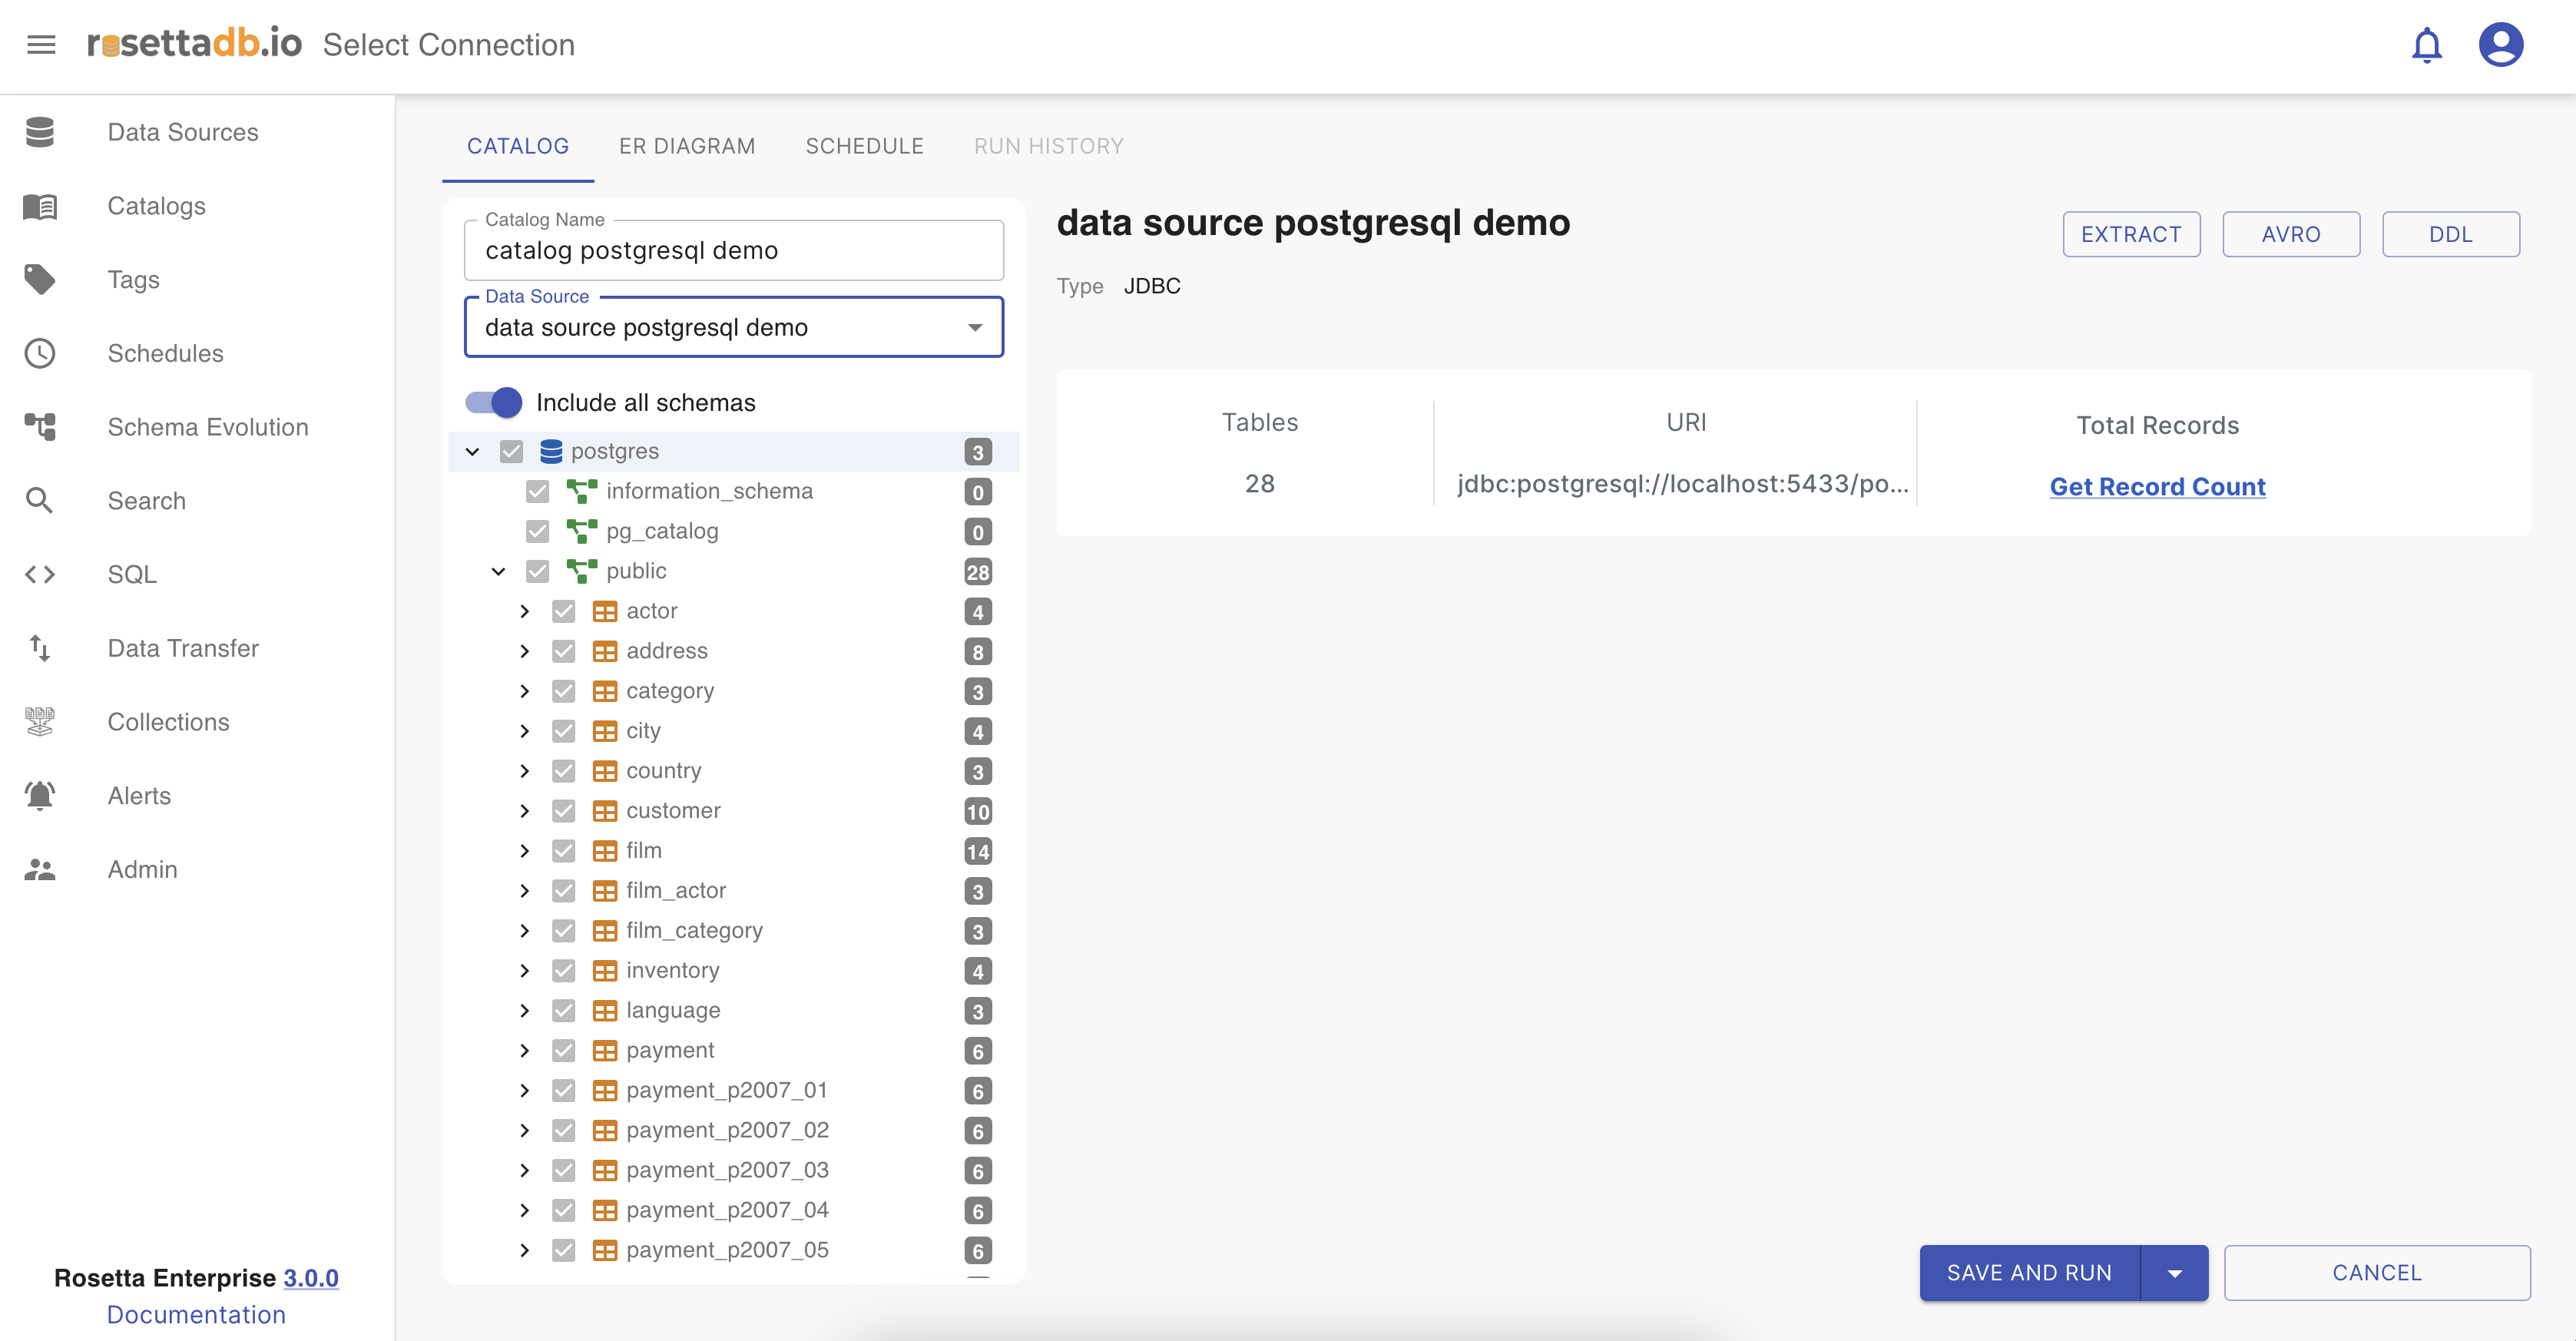 rosettadb.io Select Connection
Data Sources
Catalogs
Tags
Schedules
Schema Evolution
Search
SQL
Data Transfer
Collections
Alerts
Admin
Rosetta Enterprise 3.0.0
Documentation
CATALOG ER DIAGRAM SCHEDULE RUN HISTORY
Catalog Name
catalog postgresql demo
Data Source
data source postgresql demo
Include all schemas
postgres 3
information_schema 0
pg_catalog 0
public 28
actor 4
address 8
category 3
city 4
country 3
customer 10
film 14
film_actor 3
film_category 3
inventory 4
language 3
payment 6
payment_p2007_01 6
payment_p2007_02 6
payment_p2007_03 6
payment_p2007_04 6
payment_p2007_05 6
data source postgresql demo
EXTRACT AVRO DDL
Type JDBC
Tables
28
URI
jdbc:postgresql://localhost:5433/po...
Total Records
Get Record Count
SAVE AND RUN CANCEL